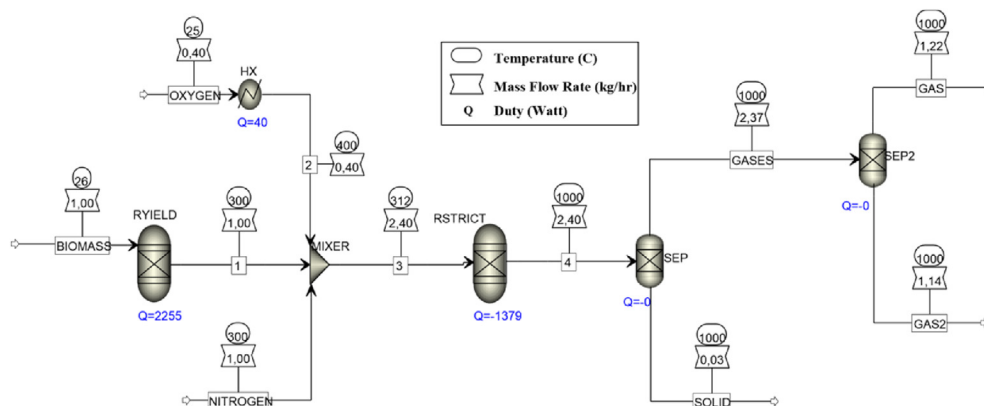 25
0,40
OXYGEN
HX
Q=40
400
0,40
2
Temperature (C)
Mass Flow Rate (kg/hr)
Q Duty (Watt)
1000
1,22
GAS
1000
2,37
GASES
SEP2
Q=-0
26
1,00
BIOMASS
RYIELD
Q=2255
300
1,00
1
MIXER
312
2,40
3
RSTRICT
Q=-1379
1000
2,40
4
SEP
Q=-0
1000
1,14
GAS2
300
1,00
NITROGEN
1000
0,03
SOLID